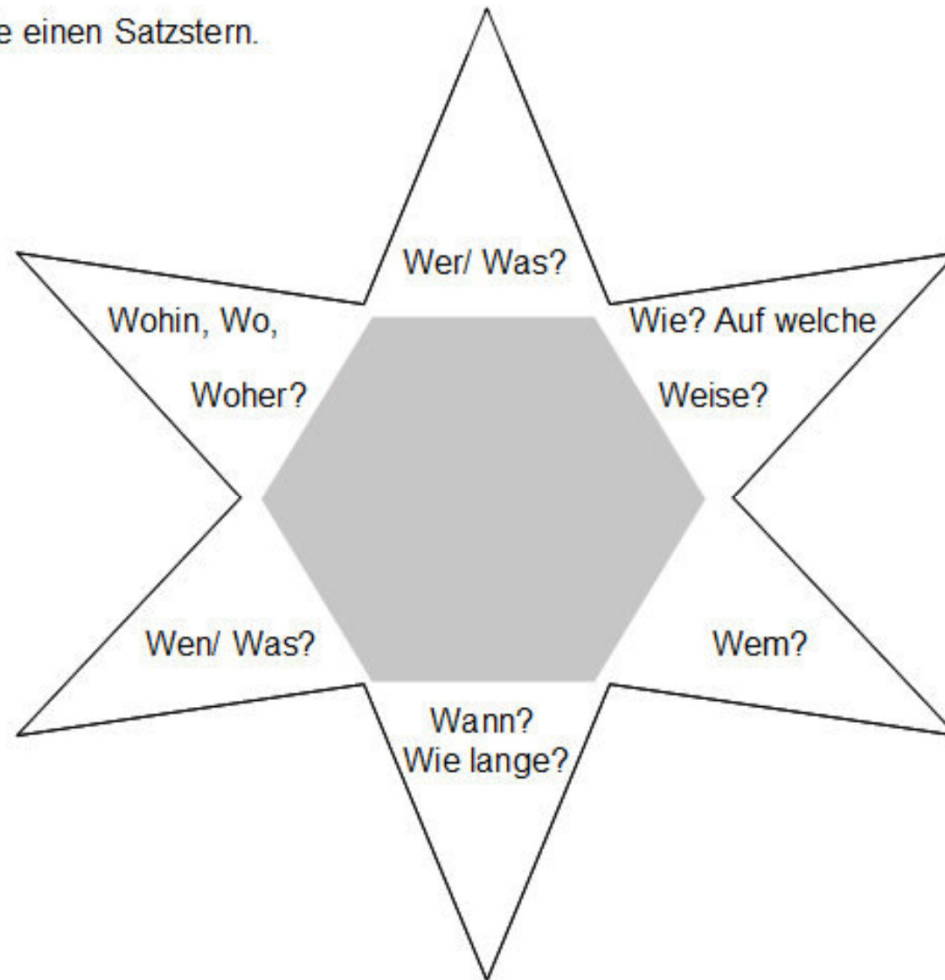 e einen Satzstern.
Wer/ Was?
Wohin, Wo,
Woher?
Wie? Auf welche
Weise?
Wen/ Was?
Wem?
Wann?
Wie lange?